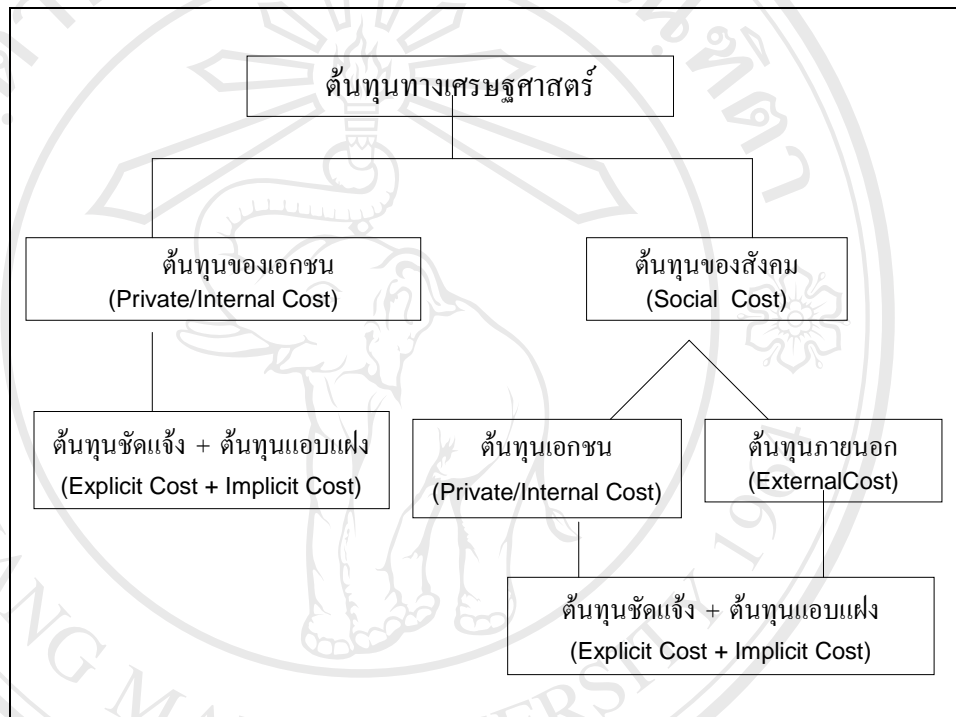 ต้นทุนทางเศรษฐศาสตร์
ต้นทุนของเอกชน
(Private/Internal Cost)
ต้นทุนของสังคม
(Social Cost)
ต้นทุนชัดแจ้ง + ต้นทุนแอบแฝง
(Explicit Cost + Implicit Cost)
ต้นทุนเอกชน
(Private/Internal Cost)
ต้นทุนภายนอก
(ExternalCost)
ต้นทุนชัดแจ้ง + ต้นทุนแอบแฝง
(Explicit Cost + Implicit Cost)